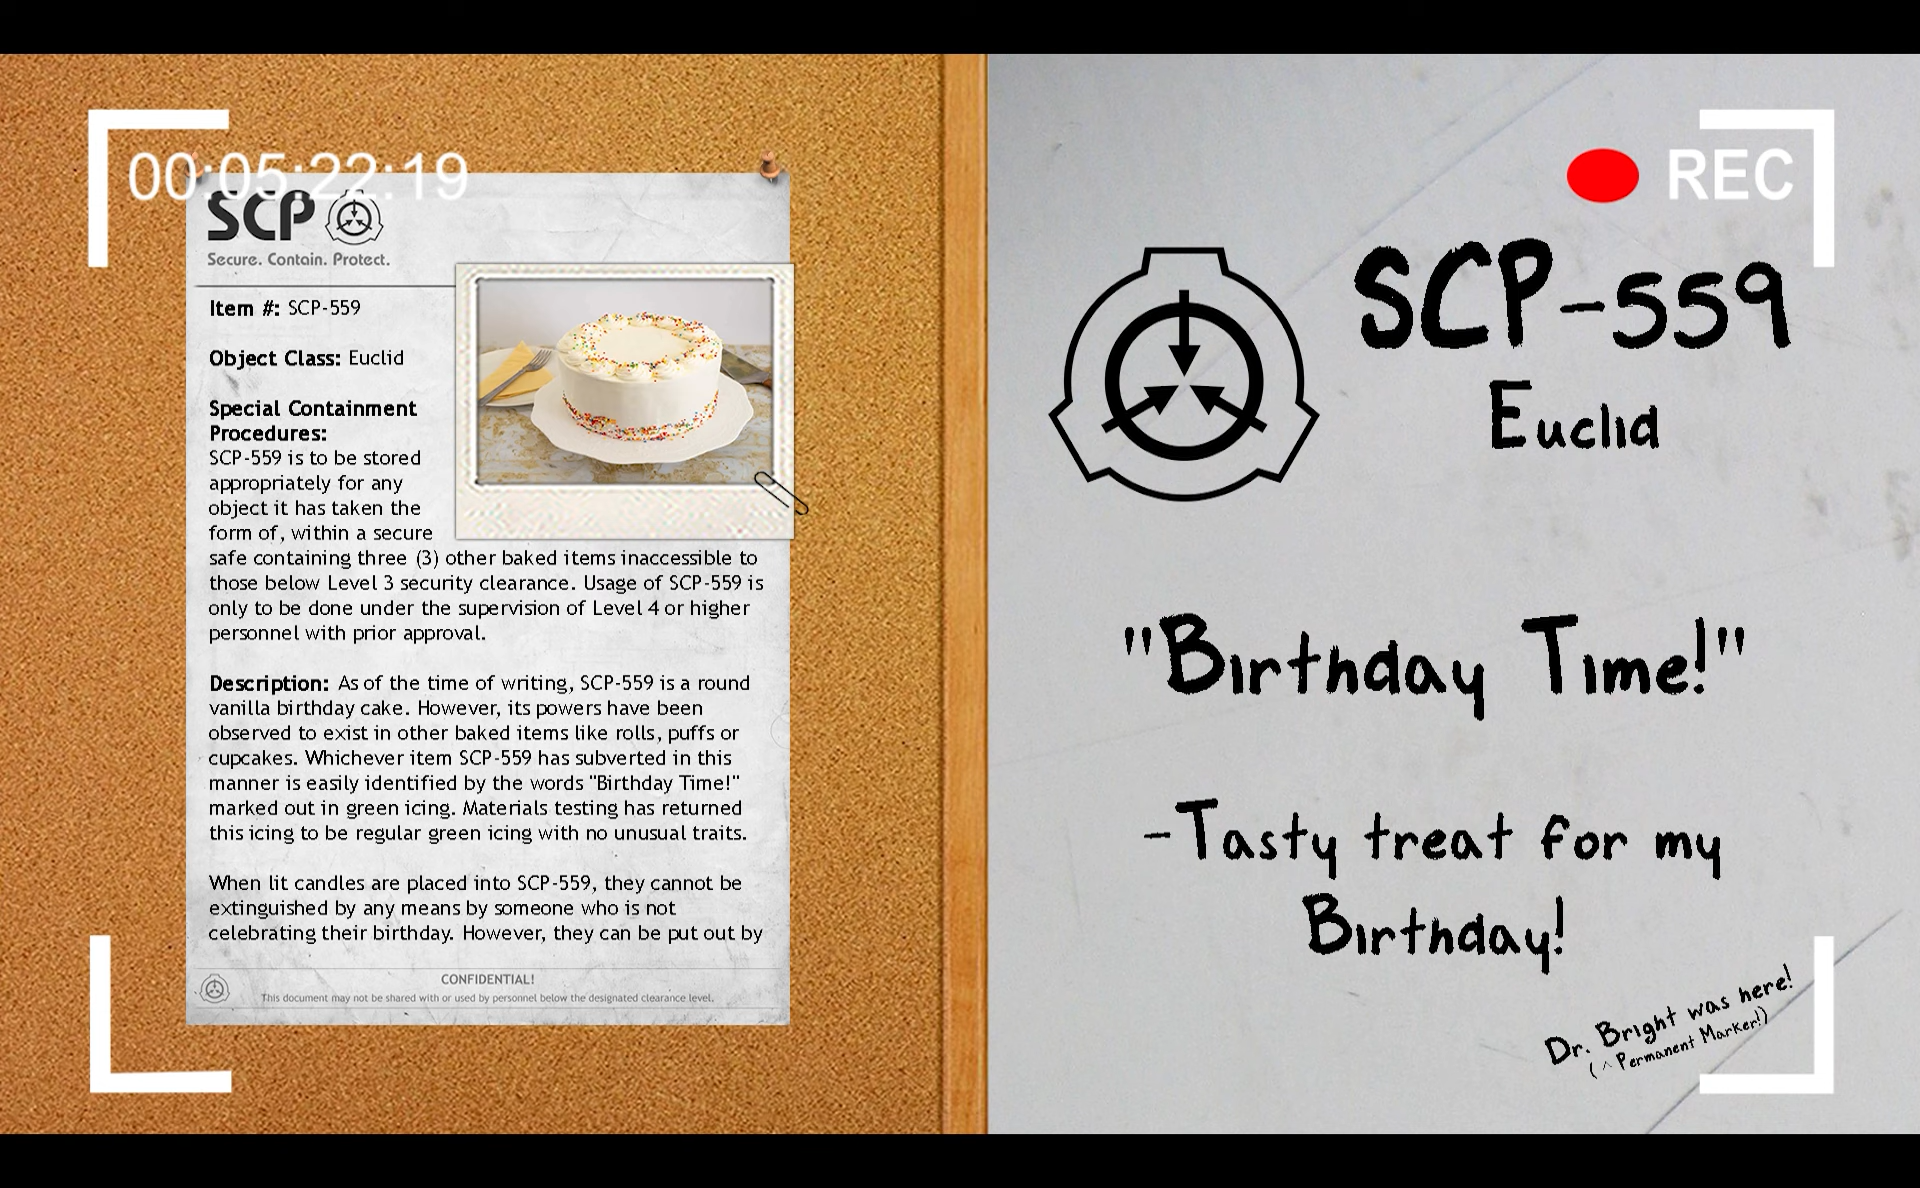 00:05:22:19
REC
SCP
Secure. Contain. Protect.
Item #: SCP-559
Object Class: Euclid
Special Containment
Procedures:
SCP-559 is to be stored
appropriately for any
object it has taken the
form of, within a secure
safe containing three (3) other baked items inaccessible to
those below Level 3 security clearance. Usage of SCP-559 is
only to be done under the supervision of Level 4 or higher
personnel with prior approval.
Description: As of the time of writing, SCP-559 is a round
vanilla birthday cake. However, its powers have been
observed to exist in other baked items like rolls, puffs or
cupcakes. Whichever item SCP-559 has subverted in this
manner is easily identified by the words "Birthday Time!"
marked out in green icing. Materials testing has returned
this icing to be regular green icing with no unusual traits.
When lit candles are placed into SCP-559, they cannot be
extinguished by any means by someone who is not
celebrating their birthday. However, they can be put out by
CONFIDENTIAL!
This document may not be shared with or used by personnel below the designated clearance level.
SCP-559
Euclid
"Birthday Time!"
-Tasty treat for my
Birthday!
Dr. Bright was here!
(^ Permanent Marker!)